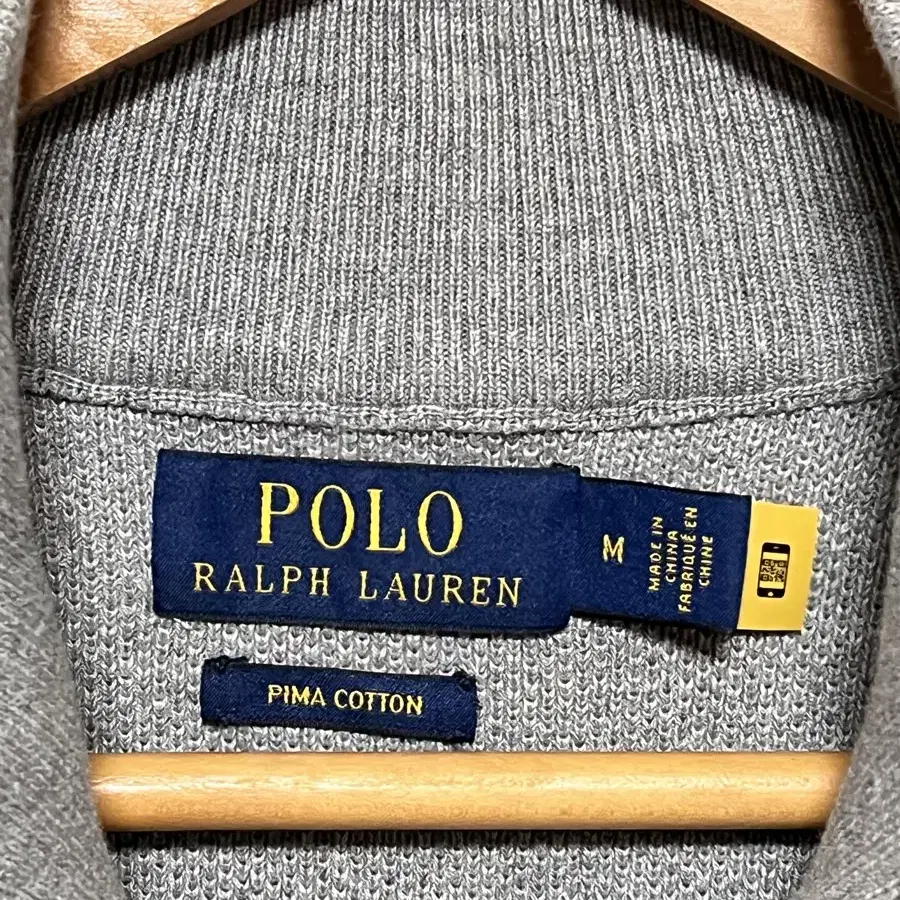 POLO
RALPH LAUREN
M
MADE IN
CHINA
FABRIQUÉ EN
CHINE
PIMA COTTON